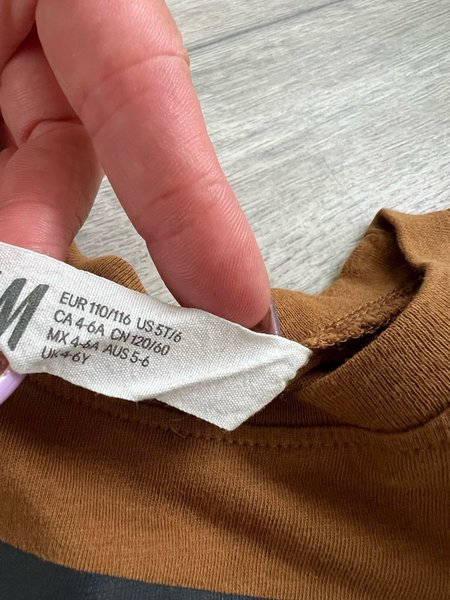 M
EUR 110/116 US 5T/6
CA 4-6A CN 120/60
MX 4-6A AUS 5-6
UK 4-6Y